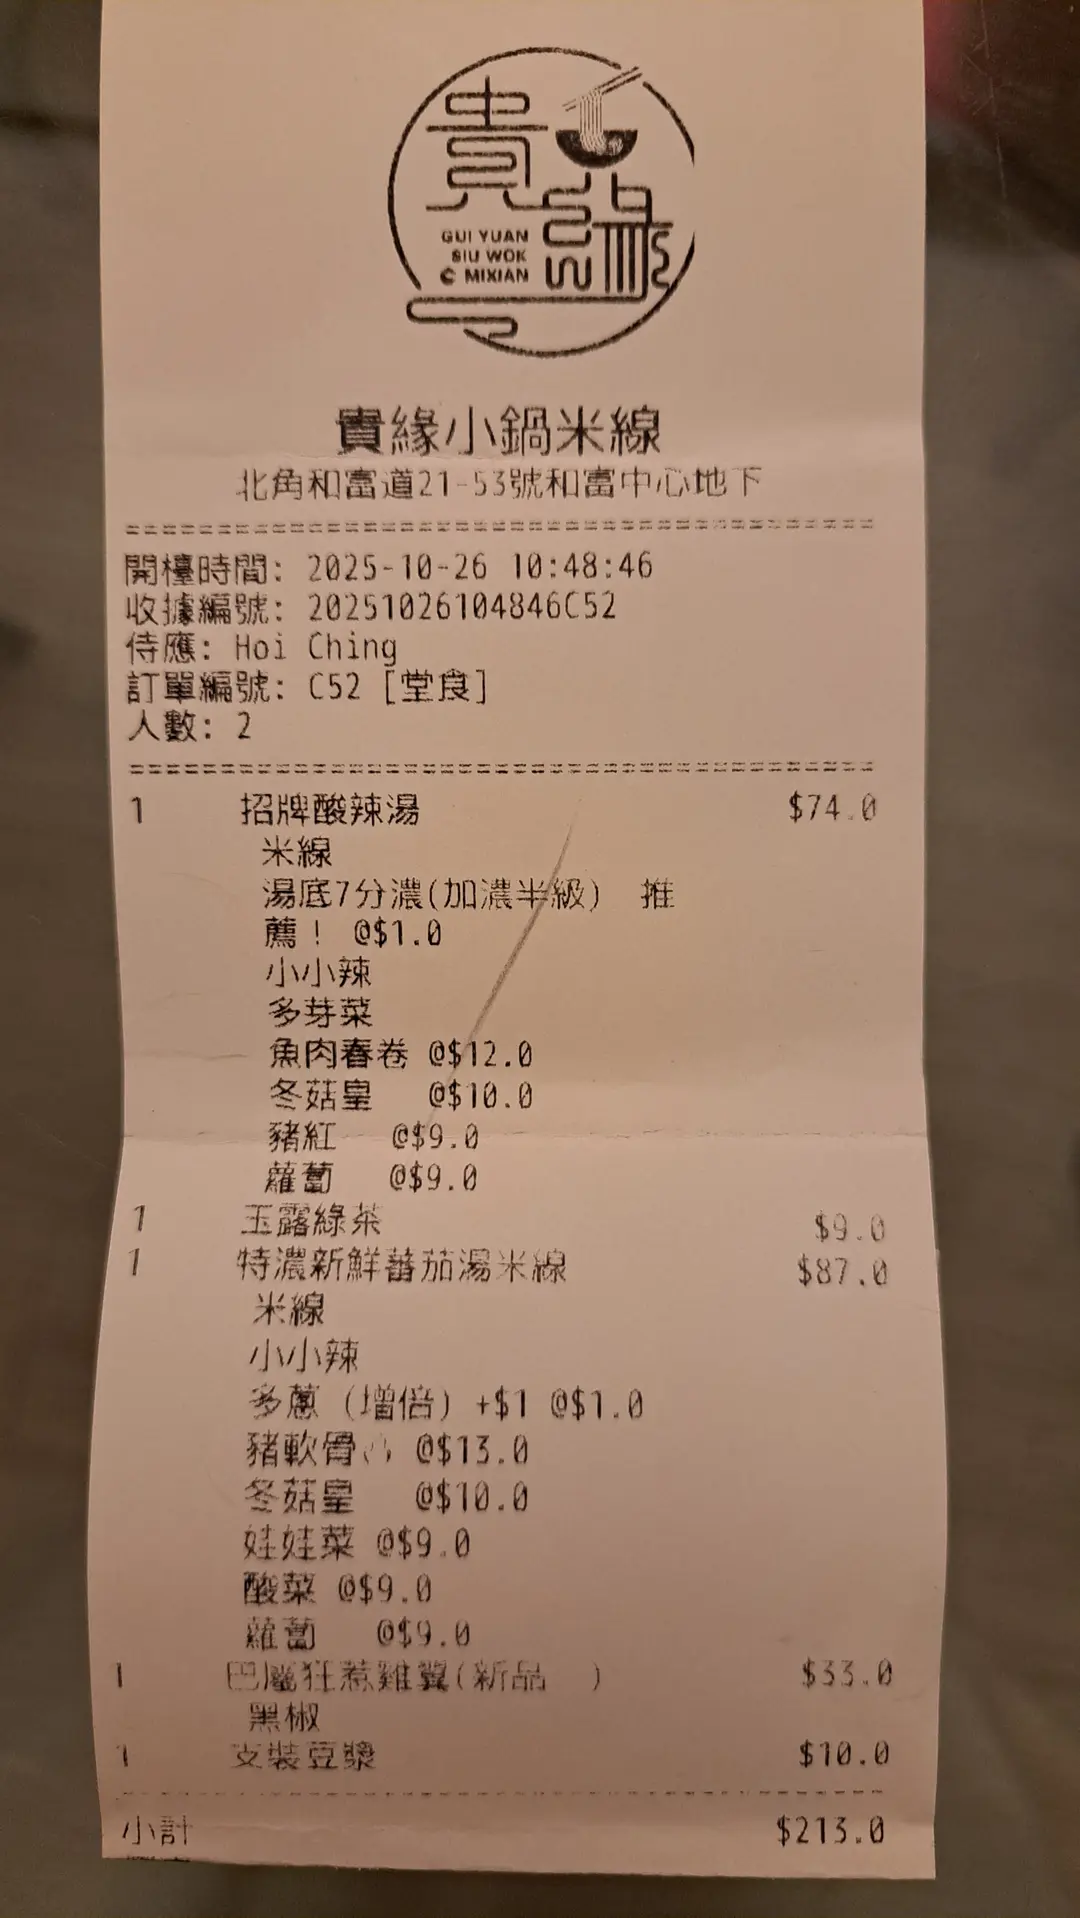 貴緣
GUI YUAN
SIU WOK
MIXIAN
貴緣小鍋米線
北角和富道21-53號和富中心地下
開檯時間: 2025-10-26 10:48:46
收據編號: 20251026104846C52
侍應: Hoi Ching
訂單編號: C52 [堂食]
人數: 2
1 招牌酸辣湯 $74.0
米線
湯底7分濃(加濃半級) 推
薦! @$1.0
小小辣
多芽菜
魚肉春卷 @$12.0
冬菇皇 @$10.0
豬紅 @$9.0
蘿蔔 @$9.0
1 玉露綠茶 $9.0
1 特濃新鮮蕃茄湯米線 $87.0
米線
小小辣
多蔥 (增倍) +$1 @$1.0
豬軟骨 @$13.0
冬菇皇 @$10.0
娃娃菜 @$9.0
酸菜 @$9.0
蘿蔔 @$9.0
1 巴屬狂惹雞翼(新品 ) $33.0
黑椒
1 支裝豆漿 $10.0
小計 $213.0